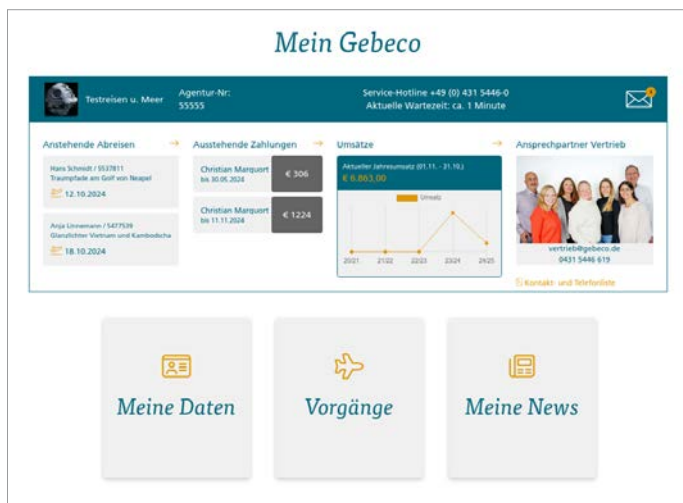 Mein Gebeco
Testreisen u. Meer
Agentur-Nr:
55555
Service-Hotline +49 (0) 431 5446-0
Aktuelle Wartezeit: ca. 1 Minute
Anstehende Abreisen
Hans Schmidt / 5537811
Traumpfade am Golf von Neapel
12.10.2024
Anja Linnemann / 5477539
Glanzlichter Vietnam und Kambodscha
18.10.2024
Ausstehende Zahlungen
Christian Marquort
bis 30.05.2024
€ 306
Christian Marquort
bis 11.11.2024
€ 1224
Umsätze
Aktueller Jahresumsatz (01.11. - 31.10.)
€ 6.863,00
Umsatz
20/21 21/22 22/23 23/24 24/25
Ansprechpartner Vertrieb
vertrieb@gebeco.de
0431 5446 619
Kontakt- und Telefonliste
Meine Daten
Vorgänge
Meine News